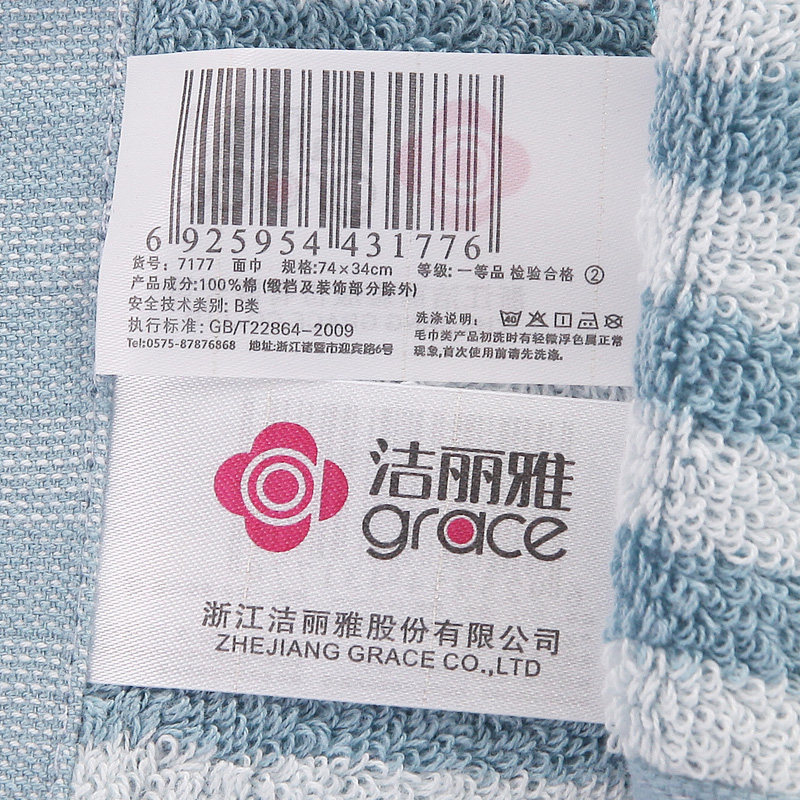 6 925954 431776
货号: 7177 面巾 规格:74×34cm 等级: 一等品 检验合格 ②
产品成分:100%棉 (缎档及装饰部分除外)
安全技术类别: B类
执行标准: GB/T22864-2009
Tel:0575-87876868 地址:浙江诸暨市迎宾路6号
洗涤说明: 40
毛巾类产品初洗时有轻微浮色属正常
现象,首次使用前请先洗涤.
洁丽雅
grace
浙江洁丽雅股份有限公司
ZHEJIANG GRACE CO.,LTD